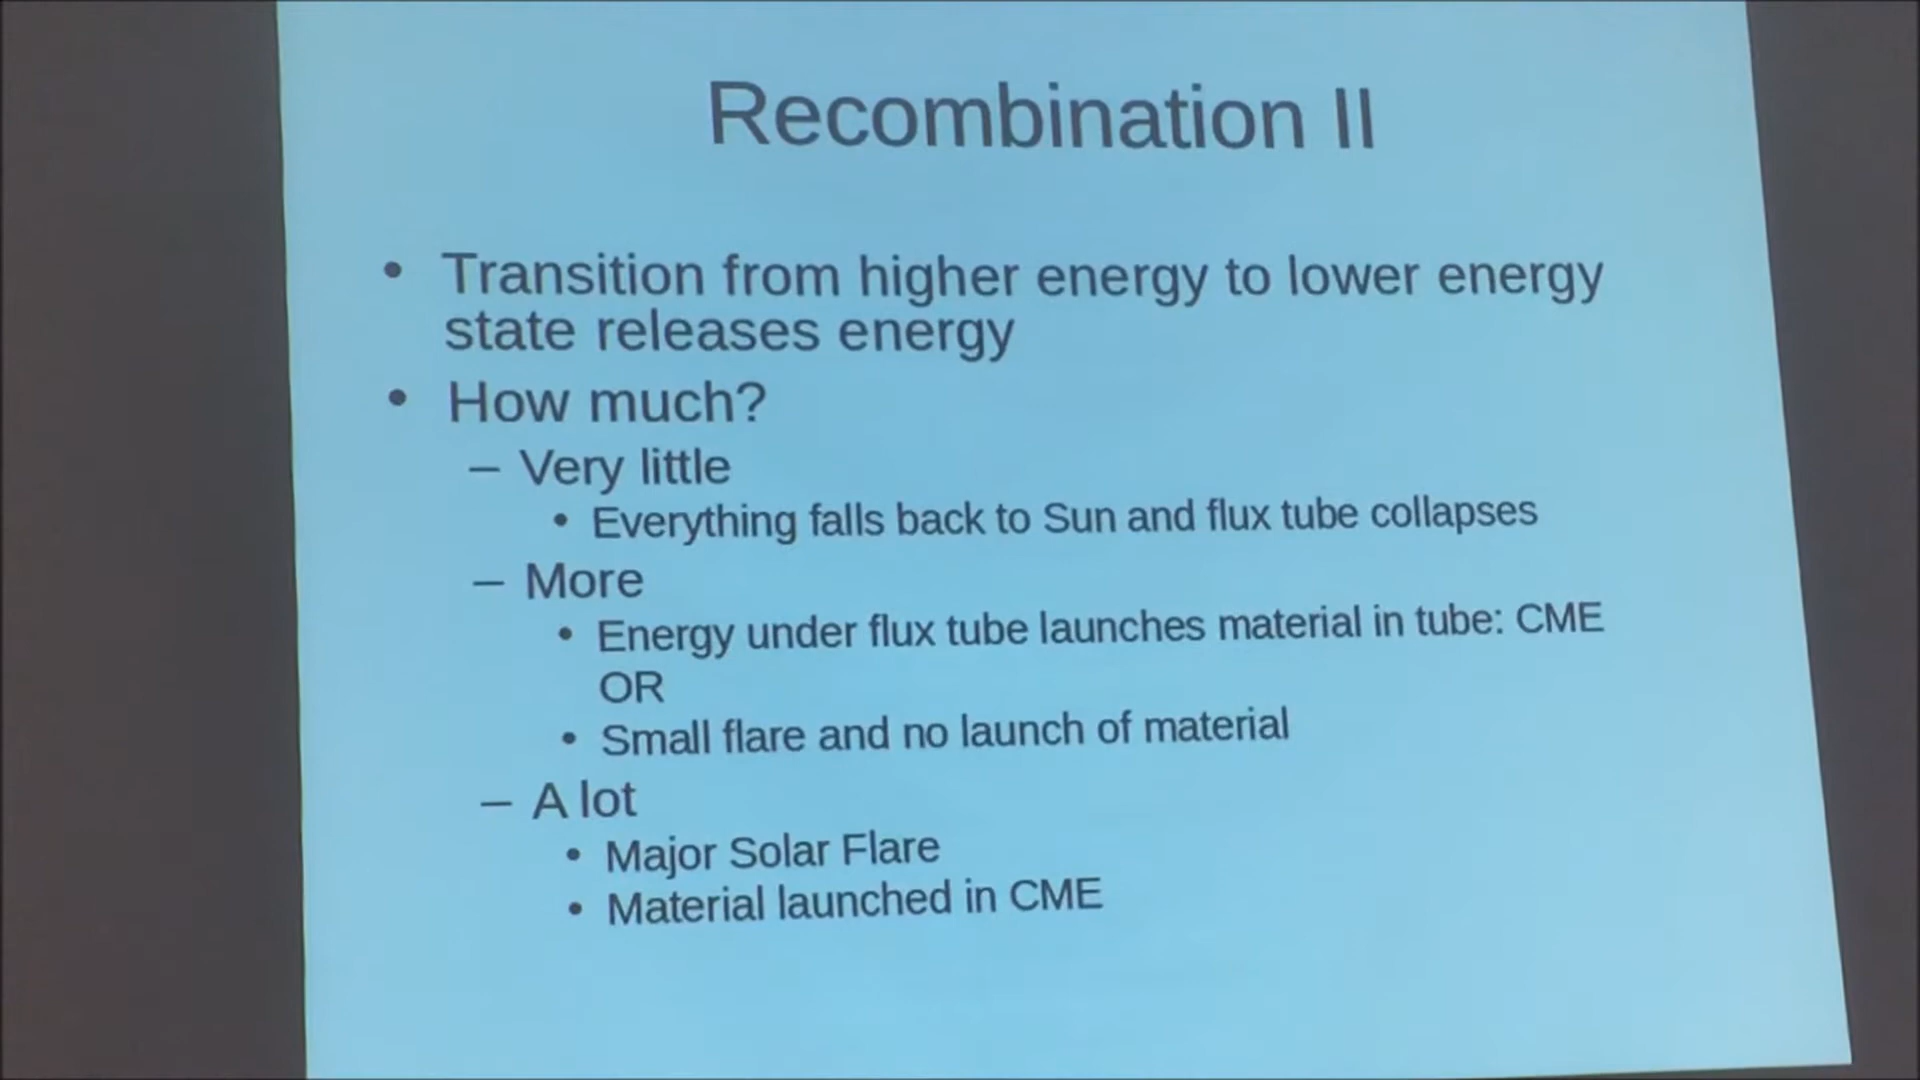 Recombination II
• Transition from higher energy to lower energy
state releases energy
• How much?
– Very little
• Everything falls back to Sun and flux tube collapses
– More
• Energy under flux tube launches material in tube: CME
OR
• Small flare and no launch of material
– A lot
• Major Solar Flare
• Material launched in CME